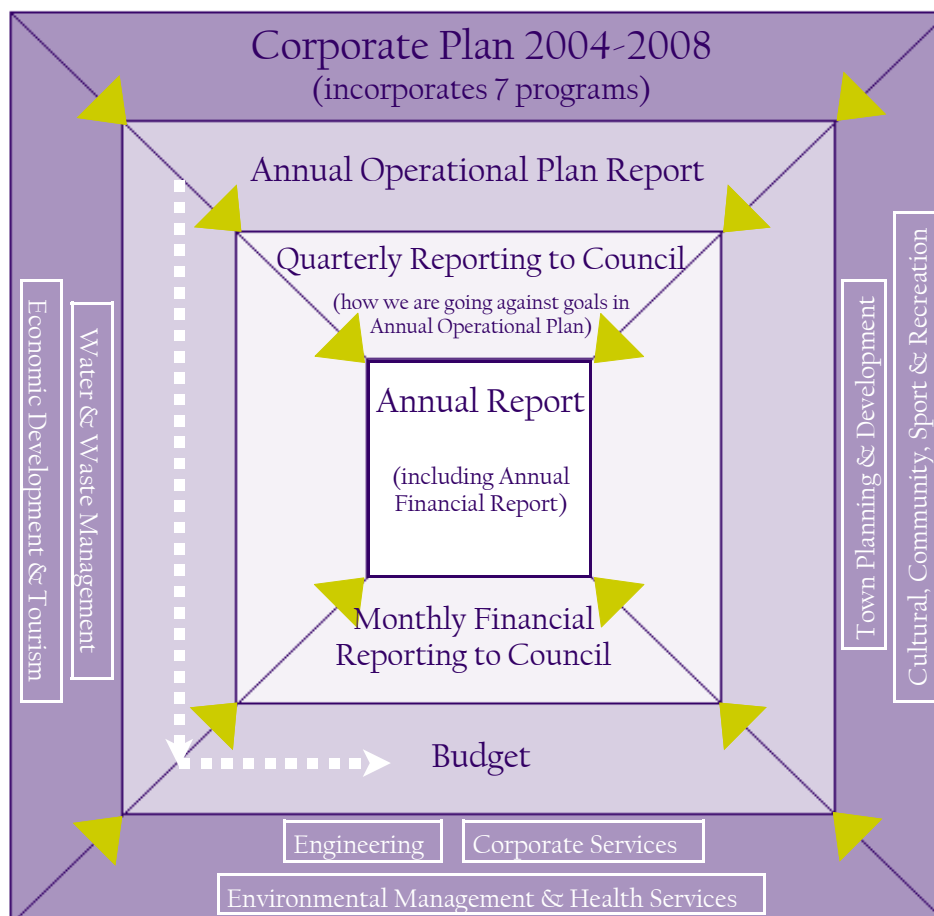 Corporate Plan 2004-2008
(incorporates 7 programs)
Annual Operational Plan Report
Quarterly Reporting to Council
(how we are going against goals in
Annual Operational Plan)
Annual Report
(including Annual
Financial Report)
Monthly Financial
Reporting to Council
Budget
Economic Development & Tourism
Water & Waste Management
Town Planning & Development
Cultural, Community, Sport & Recreation
Engineering
Corporate Services
Environmental Management & Health Services